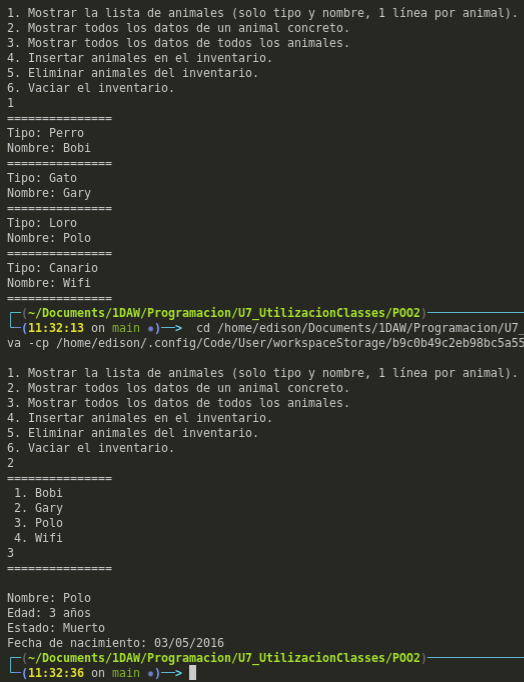 1. Mostrar la lista de animales (solo tipo y nombre, 1 línea por animal).
2. Mostrar todos los datos de un animal concreto.
3. Mostrar todos los datos de todos los animales.
4. Insertar animales en el inventario.
5. Eliminar animales del inventario.
6. Vaciar el inventario.
1
===============
Tipo: Perro
Nombre: Bobi
===============
Tipo: Gato
Nombre: Gary
===============
Tipo: Loro
Nombre: Polo
===============
Tipo: Canario
Nombre: Wifi
===============
(~/Documents/1DAW/Programacion/U7_UtilizacionClasses/POO2)
(11:32:13 on main ✹)──> cd /home/edison/Documents/1DAW/Programacion/U7_
va -cp /home/edison/.config/Code/User/workspaceStorage/b9c0b49c2eb98bc5a55
1. Mostrar la lista de animales (solo tipo y nombre, 1 línea por animal).
2. Mostrar todos los datos de un animal concreto.
3. Mostrar todos los datos de todos los animales.
4. Insertar animales en el inventario.
5. Eliminar animales del inventario.
6. Vaciar el inventario.
2
===============
1. Bobi
2. Gary
3. Polo
4. Wifi
3
===============
Nombre: Polo
Edad: 3 años
Estado: Muerto
Fecha de nacimiento: 03/05/2016
(~/Documents/1DAW/Programacion/U7_UtilizacionClasses/POO2)
(11:32:36 on main ✹)──>